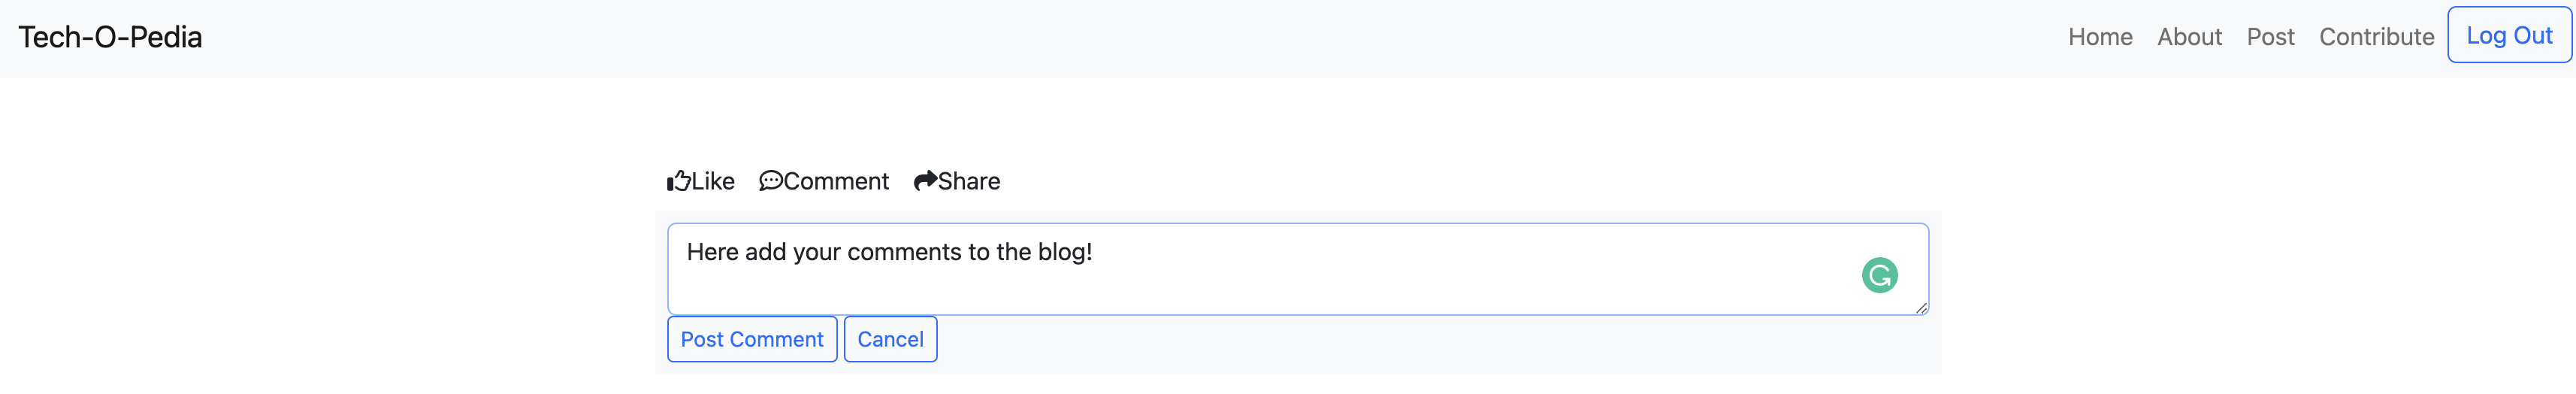 Tech-O-Pedia
Home About Post Contribute Log Out
Like Comment Share
Here add your comments to the blog!
Post Comment Cancel